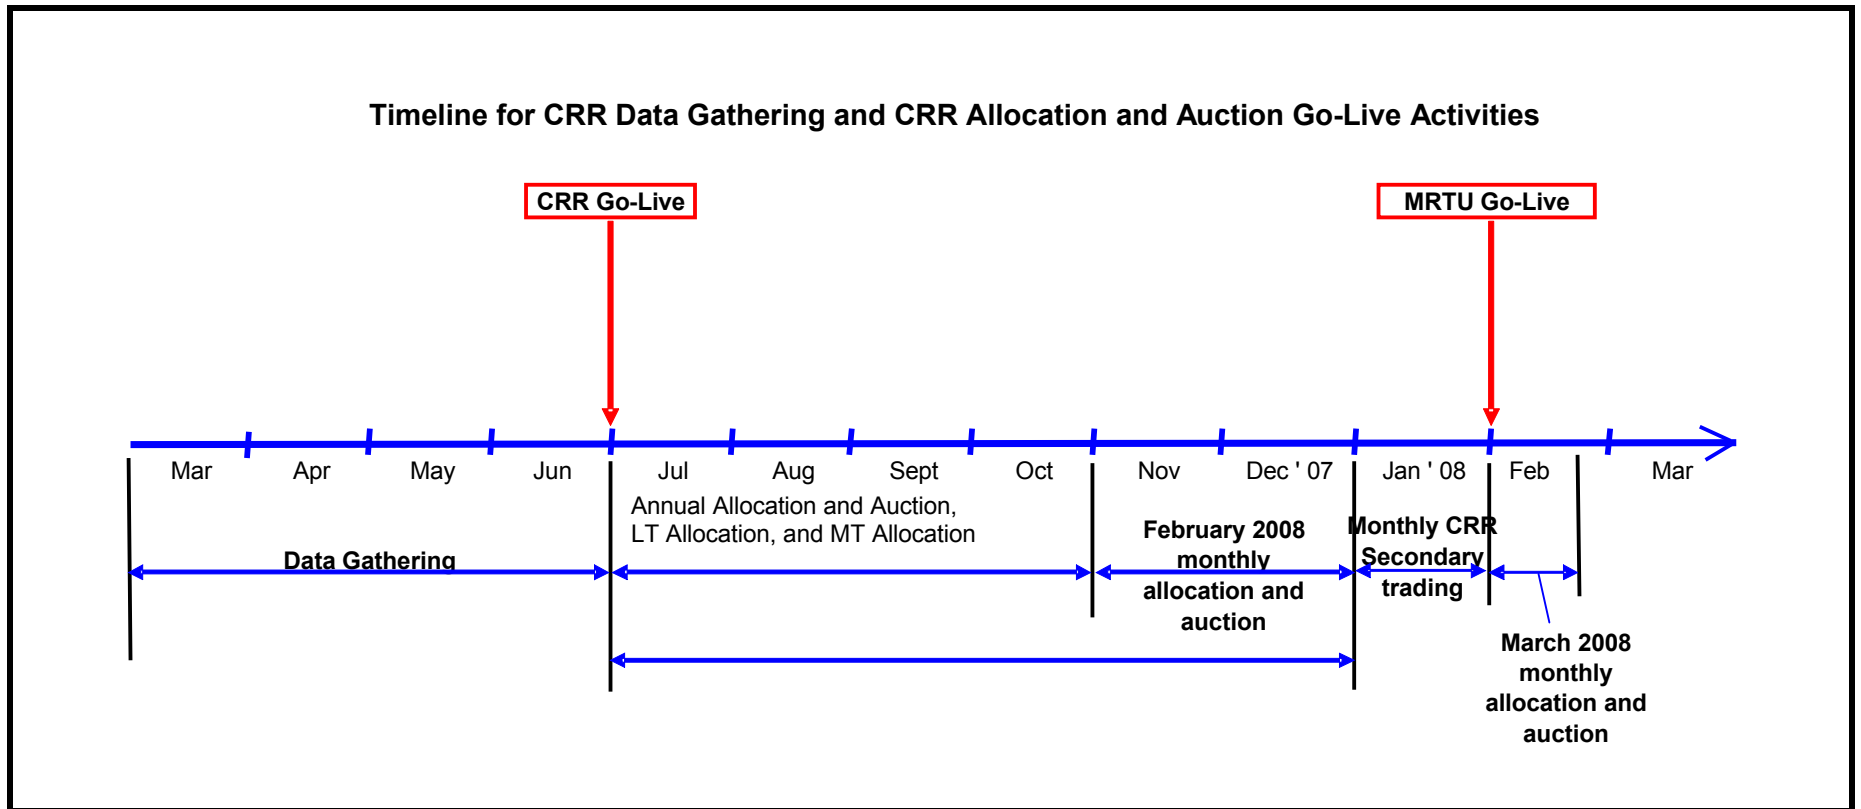 Timeline for CRR Data Gathering and CRR Allocation and Auction Go-Live Activities
CRR Go-Live
MRTU Go-Live
Mar
Apr
May
Jun
Jul
Aug
Sept
Oct
Nov
Dec ' 07
Jan ' 08
Feb
Mar
Data Gathering
Annual Allocation and Auction,
LT Allocation, and MT Allocation
February 2008
monthly
allocation and
auction
Monthly CRR
Secondary
trading
March 2008
monthly
allocation and
auction